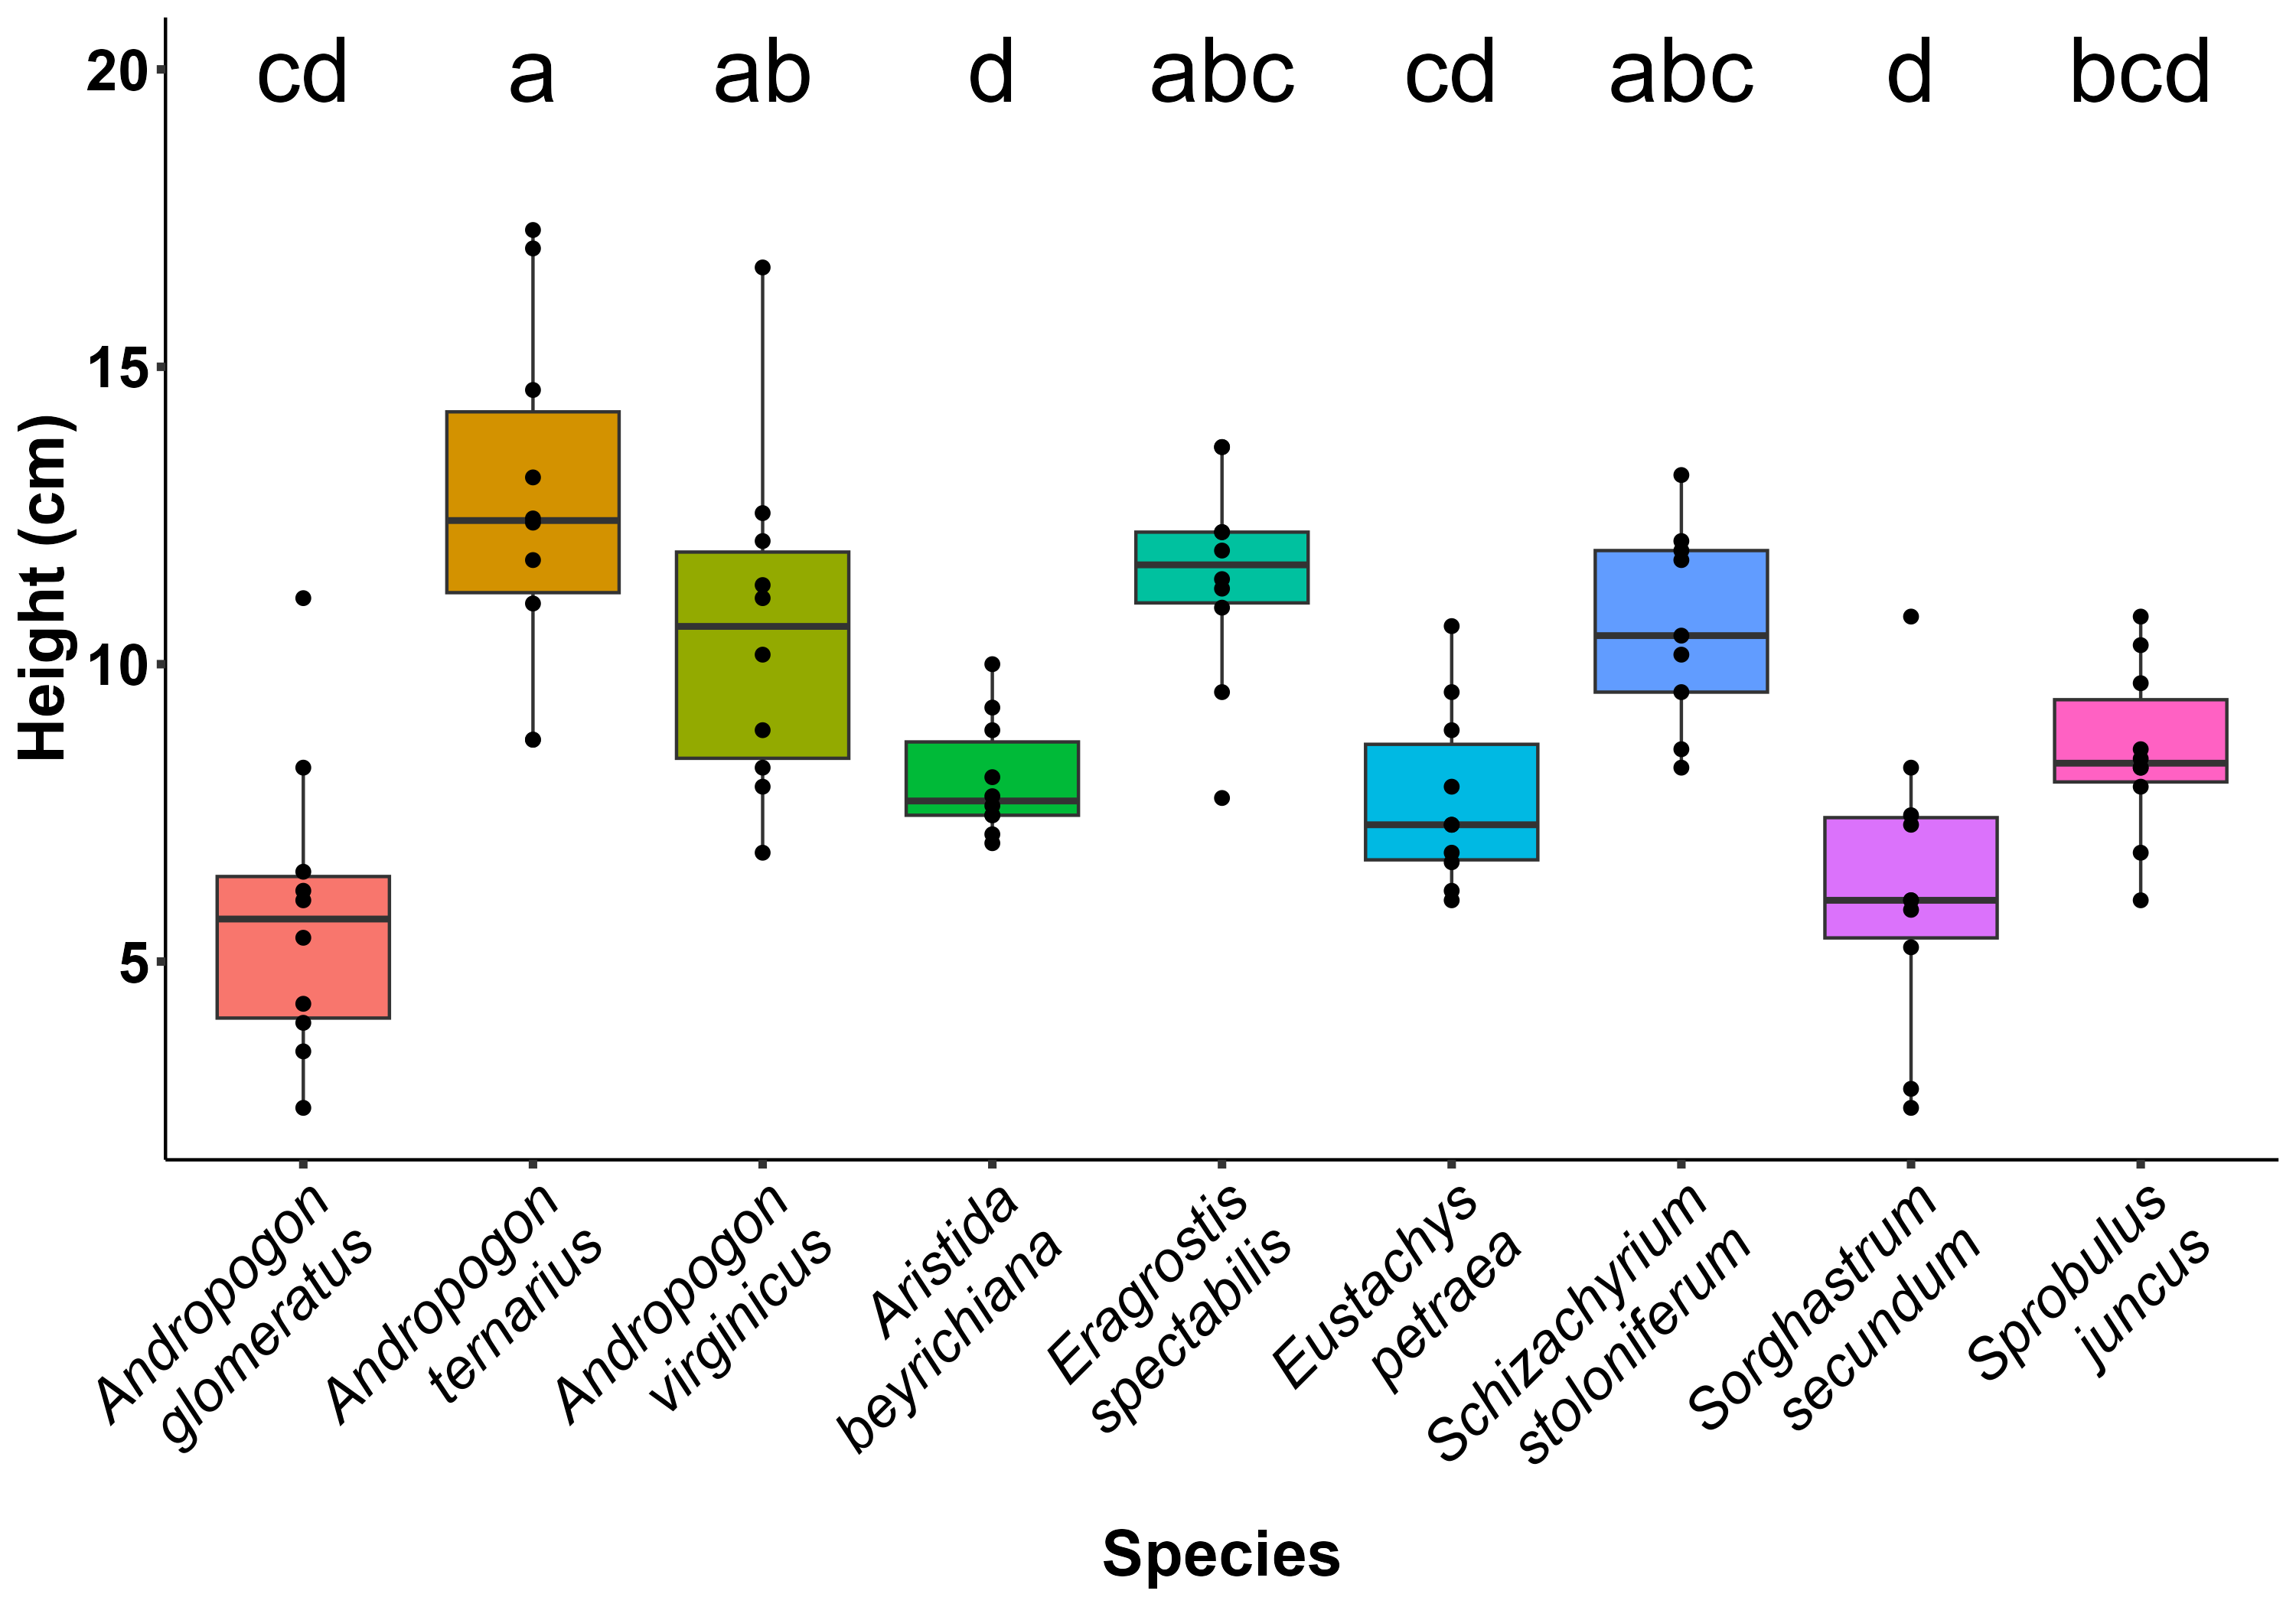 cd a ab d abc cd abc d bcd
20
15
10
5
Height (cm)
Andropogon
glomeratus
Andropogon
ternarius
Andropogon
virginicus
Aristida
beyrichiana
Eragrostis
spectabilis
Eustachys
petraea
Schizachyrium
stoloniferum
Sorghastrum
secundum
Sprobulus
juncus
Species